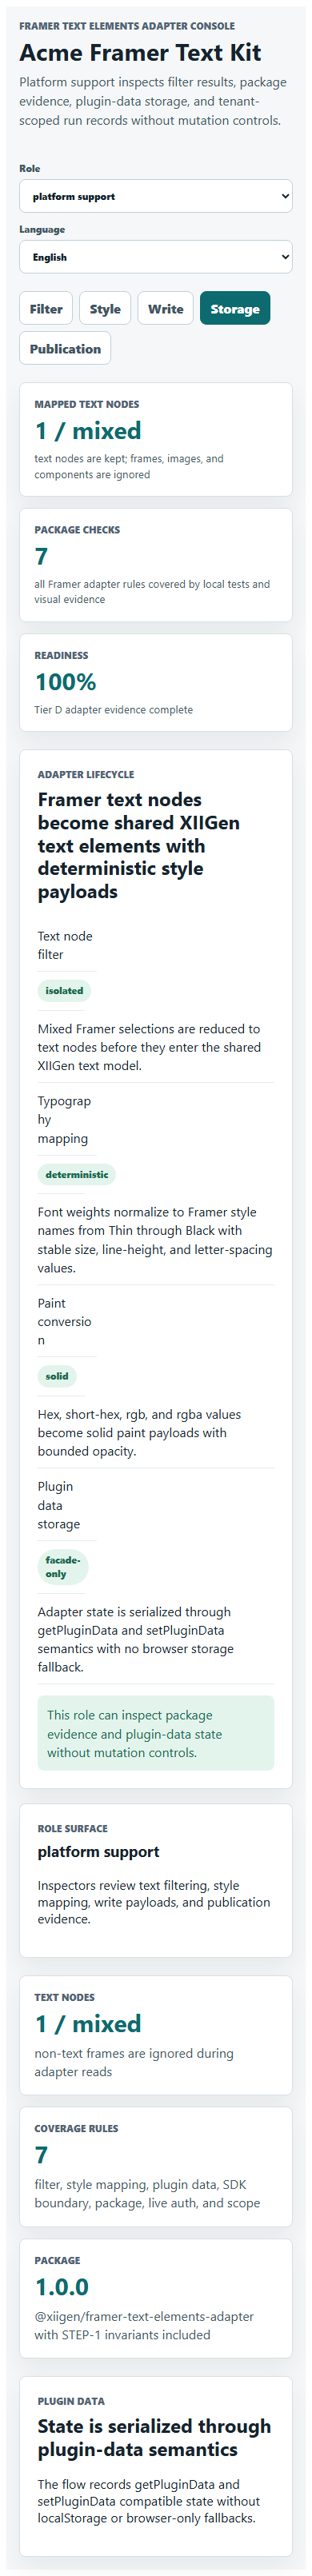 FRAMER TEXT ELEMENTS ADAPTER CONSOLE
Acme Framer Text Kit
Platform support inspects filter results, package
evidence, plugin-data storage, and tenant-
scoped run records without mutation controls.
Role
platform support
Language
English
Filter
Style
Write
Storage
Publication
MAPPED TEXT NODES
1 / mixed
text nodes are kept; frames, images, and
components are ignored
PACKAGE CHECKS
7
all Framer adapter rules covered by local tests and
visual evidence
READINESS
100%
Tier D adapter evidence complete
ADAPTER LIFECYCLE
Framer text nodes
become shared XIIGen
text elements with
deterministic style
payloads
Text node
filter
isolated
Mixed Framer selections are reduced to
text nodes before they enter the shared
XIIGen text model.
Typograp
hy
mapping
deterministic
Font weights normalize to Framer style
names from Thin through Black with
stable size, line-height, and letter-spacing
values.
Paint
conversio
n
solid
Hex, short-hex, rgb, and rgba values
become solid paint payloads with
bounded opacity.
Plugin
data
storage
facade-
only
Adapter state is serialized through
getPluginData and setPluginData
semantics with no browser storage
fallback.
This role can inspect package
evidence and plugin-data state
without mutation controls.
ROLE SURFACE
platform support
Inspectors review text filtering, style
mapping, write payloads, and publication
evidence.
TEXT NODES
1 / mixed
non-text frames are ignored during
adapter reads
COVERAGE RULES
7
filter, style mapping, plugin data, SDK
boundary, package, live auth, and scope
PACKAGE
1.0.0
@xiigen/framer-text-elements-adapter
with STEP-1 invariants included
PLUGIN DATA
State is serialized through
plugin-data semantics
The flow records getPluginData and
setPluginData compatible state without
localStorage or browser-only fallbacks.